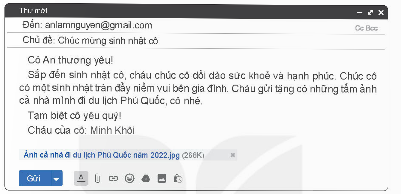 Thư mới
Đến: anlamnguyen@gmail.com
Cc Bcc
Chủ đề: Chúc mừng sinh nhật cô
Cô An thương yêu!
Sắp đến sinh nhật cô, cháu chúc cô dồi dào sức khoẻ và hạnh phúc. Chúc cô
có một sinh nhật tràn đầy niềm vui bên gia đình. Cháu gửi tặng cô những tấm ảnh
cả nhà mình đi du lịch Phú Quốc, cô nhé.
Tạm biệt cô yêu quý!
Cháu của cô: Minh Khôi
Ảnh cả nhà đi du lịch Phú Quốc năm 2022.jpg (266K)
Gửi